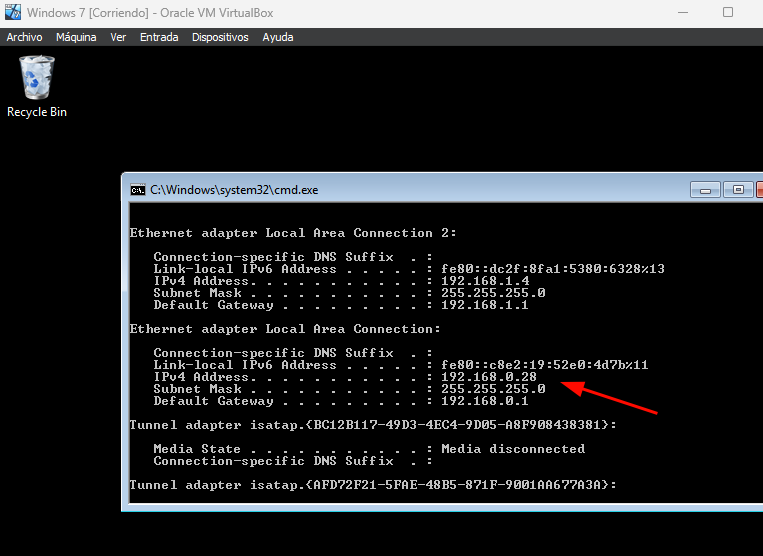 Windows 7 [Corriendo] - Oracle VM VirtualBox
Archivo Máquina Ver Entrada Dispositivos Ayuda
Recycle Bin
C:\Windows\system32\cmd.exe
Ethernet adapter Local Area Connection 2:
Connection-specific DNS Suffix . :
Link-local IPv6 Address . . . . . : fe80::dc2f:8fa1:5380:6328%13
IPv4 Address. . . . . . . . . . . : 192.168.1.4
Subnet Mask . . . . . . . . . . . : 255.255.255.0
Default Gateway . . . . . . . . . : 192.168.1.1
Ethernet adapter Local Area Connection:
Connection-specific DNS Suffix . :
Link-local IPv6 Address . . . . . : fe80::c8e2:19:52e0:4d7b%11
IPv4 Address. . . . . . . . . . . : 192.168.0.28
Subnet Mask . . . . . . . . . . . : 255.255.255.0
Default Gateway . . . . . . . . . : 192.168.0.1
Tunnel adapter isatap.{BC12B117-49D3-4EC4-9D05-A8F908438381}:
Media State . . . . . . . . . . . : Media disconnected
Connection-specific DNS Suffix . :
Tunnel adapter isatap.{AFD72F21-5FAE-48B5-871F-9001AA677A3A}: